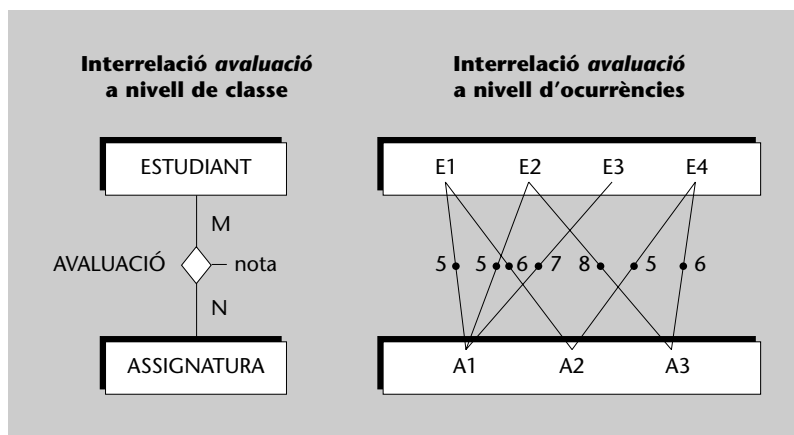 Interrelació avaluació
a nivell de classe
ESTUDIANT
M
AVALUACIÓ nota
N
ASSIGNATURA
Interrelació avaluació
a nivell d'ocurrències
E1 E2 E3 E4
5 5 6 7 8 5 6
A1 A2 A3